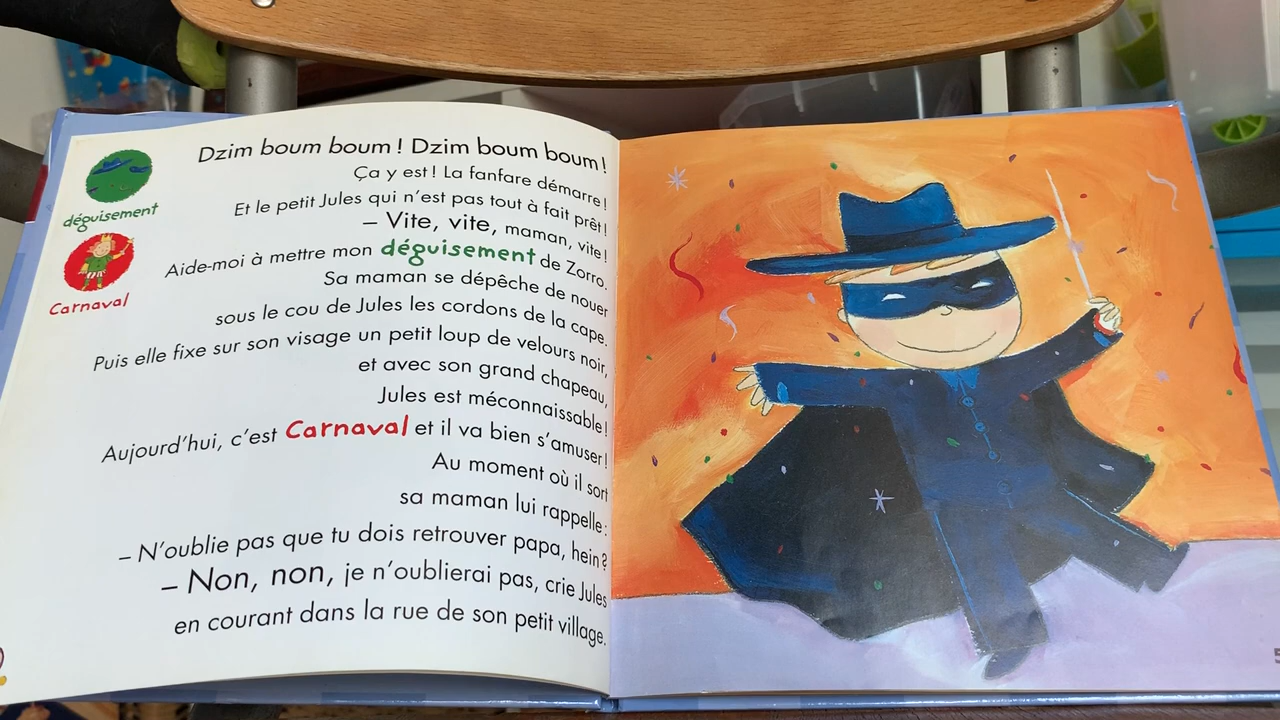 déguisement
Carnaval
Dzim boum boum ! Dzim boum boum !
Ça y est ! La fanfare démarre !
Et le petit Jules qui n'est pas tout à fait prêt !
– Vite, vite, maman, vite !
Aide-moi à mettre mon déguisement de Zorro.
Sa maman se dépêche de nouer
sous le cou de Jules les cordons de la cape.
Puis elle fixe sur son visage un petit loup de velours noir,
et avec son grand chapeau,
Jules est méconnaissable !
Aujourd'hui, c'est Carnaval et il va bien s'amuser !
Au moment où il sort
sa maman lui rappelle :
– N'oublie pas que tu dois retrouver papa, hein ?
– Non, non, je n'oublierai pas, crie Jules
en courant dans la rue de son petit village.